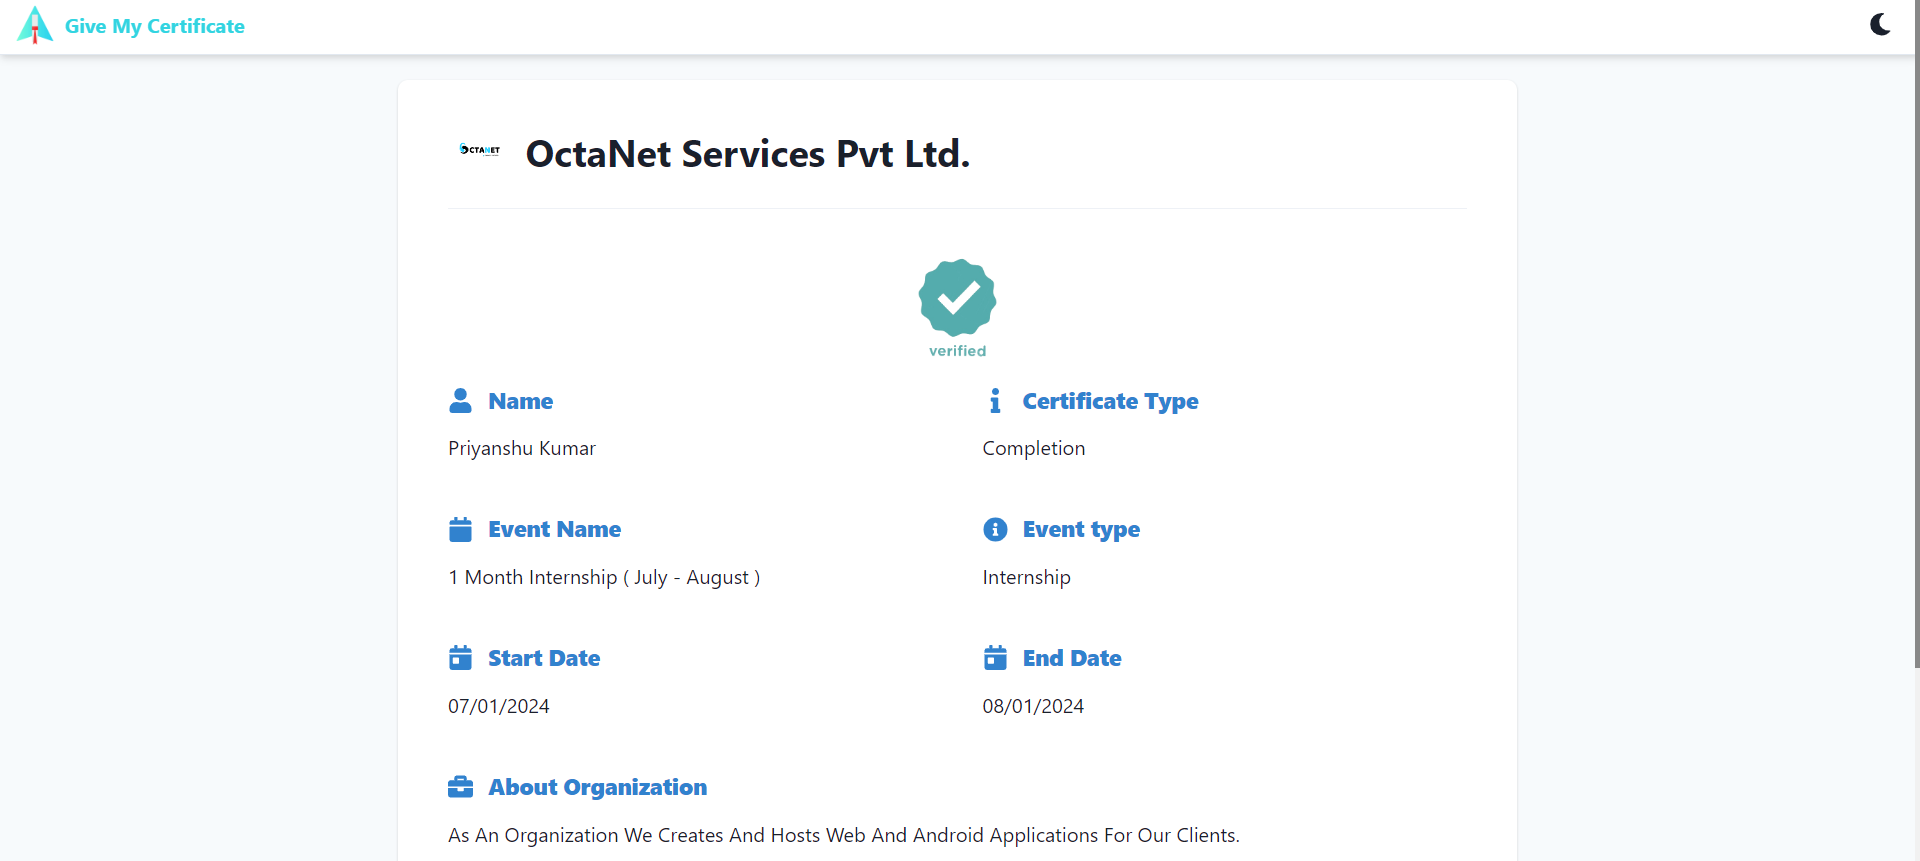 Give My Certificate
OCTANET
OctaNet Services Pvt Ltd.
verified
Name
Certificate Type
Priyanshu Kumar
Completion
Event Name
Event type
1 Month Internship ( July - August )
Internship
Start Date
End Date
07/01/2024
08/01/2024
About Organization
As An Organization We Creates And Hosts Web And Android Applications For Our Clients.